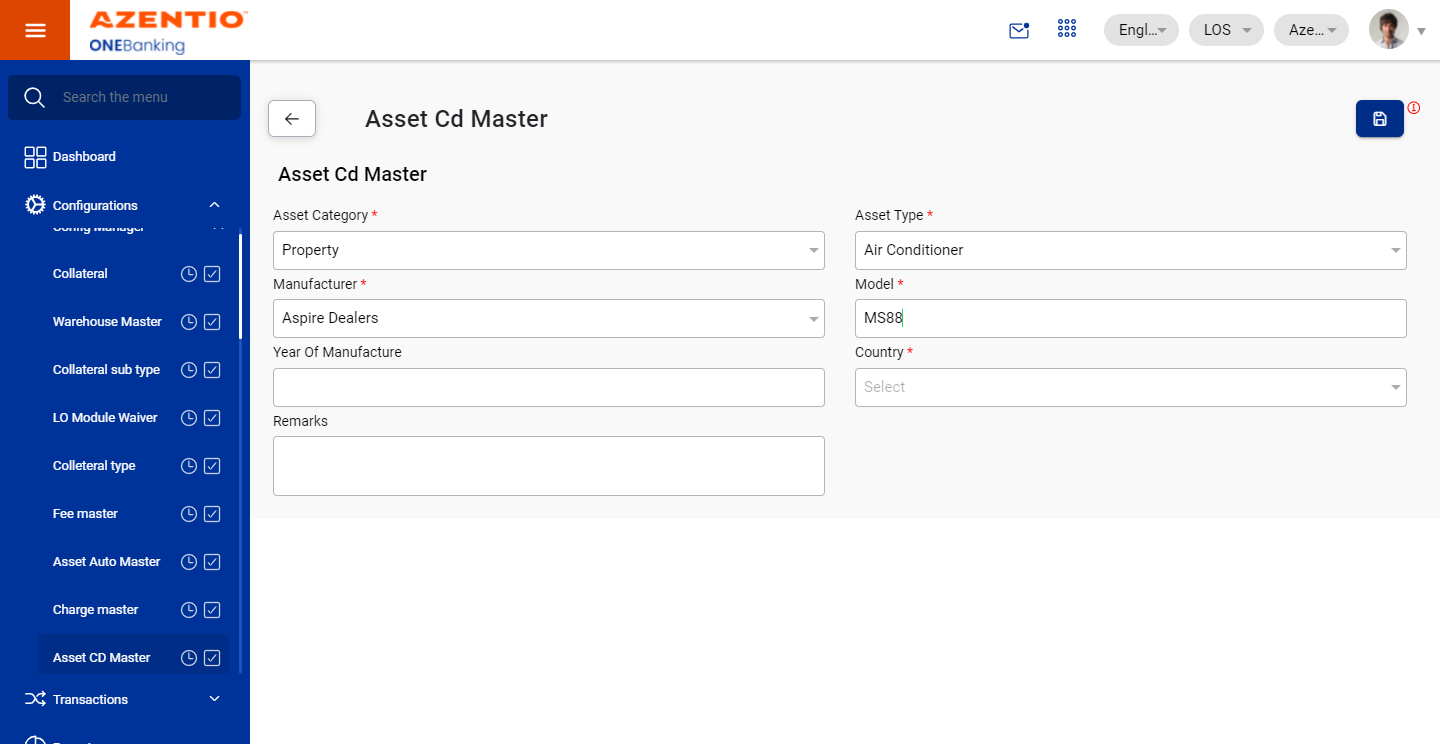 AZENTIO™
ONEBanking
Engl...
LOS
Aze...
Search the menu
Dashboard
Configurations
Config Manager
Collateral
Warehouse Master
Collateral sub type
LO Module Waiver
Colleteral type
Fee master
Asset Auto Master
Charge master
Asset CD Master
Transactions
Asset Cd Master
Asset Cd Master
Asset Category *
Property
Asset Type *
Air Conditioner
Manufacturer *
Aspire Dealers
Model *
MS88
Year Of Manufacture
Country *
Select
Remarks